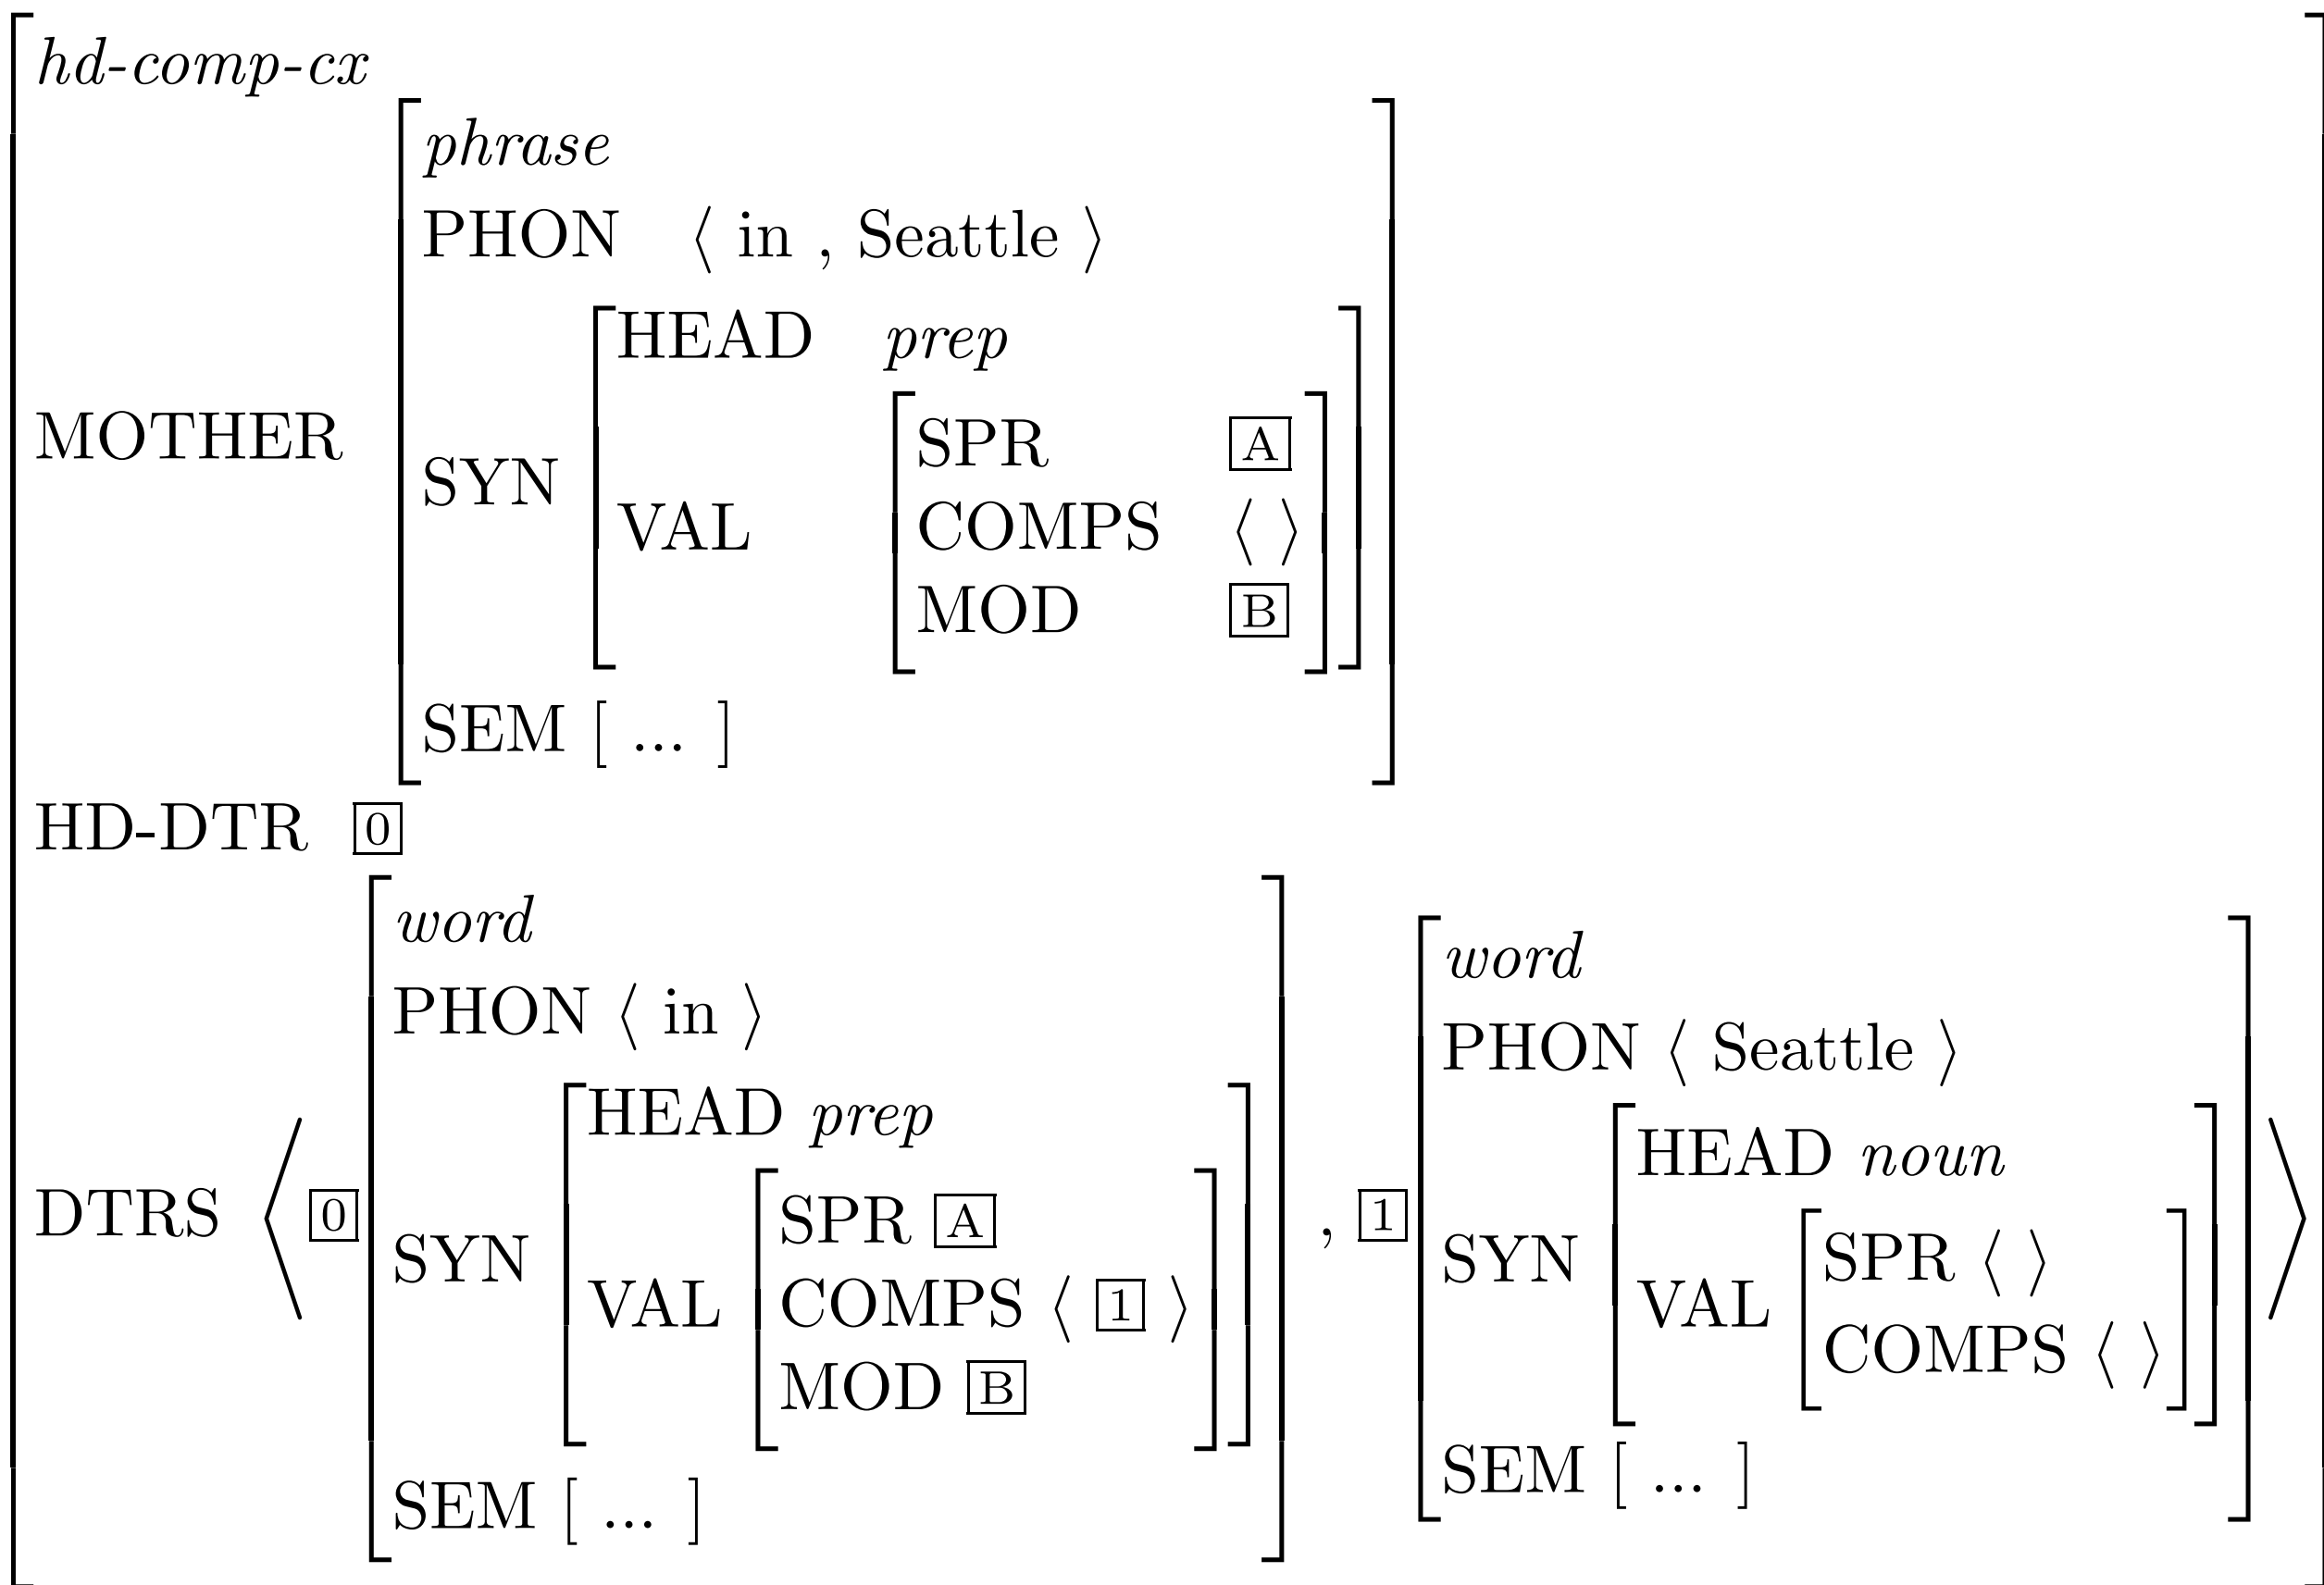 hd-comp-cx
phrase
PHON ⟨ in , Seattle ⟩
HEAD prep
SPR A
MOTHER
SYN
VAL
COMPS ⟨ ⟩
MOD B
SEM [ ... ]
HD-DTR 0
word
PHON ⟨ in ⟩
HEAD prep
SPR A
DTRS ⟨ 0
SYN
VAL
COMPS ⟨ 1 ⟩
MOD B
SEM [ ... ]
, 1
word
PHON ⟨ Seattle ⟩
HEAD noun
SYN
VAL
SPR ⟨ ⟩
COMPS ⟨ ⟩
SEM [ ... ]
⟩